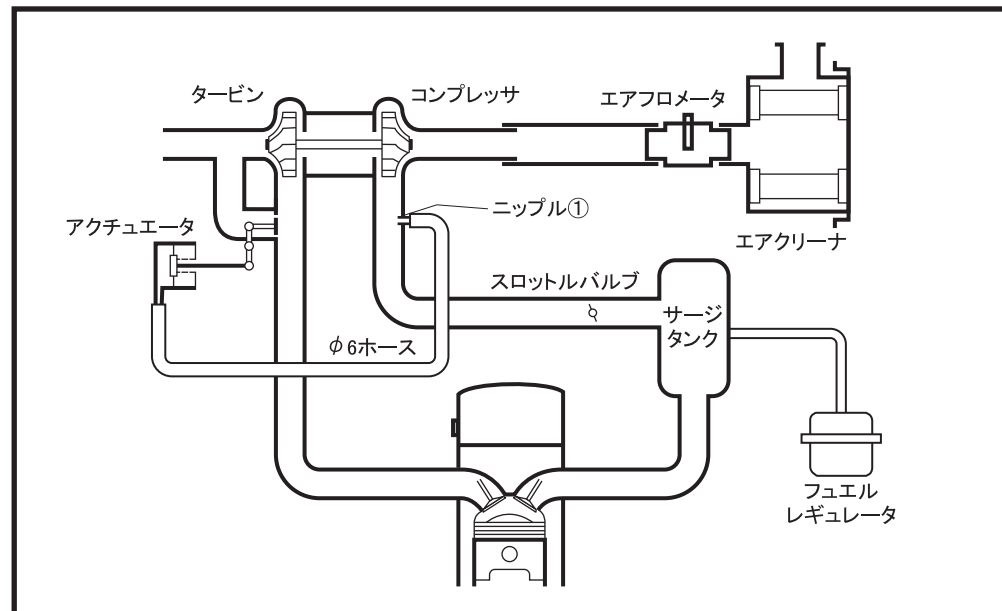 タービン
コンプレッサ
エアフロメータ
アクチュエータ
ニップル①
エアクリーナ
スロットルバルブ
サージ
タンク
φ6ホース
フュエル
レギュレータ